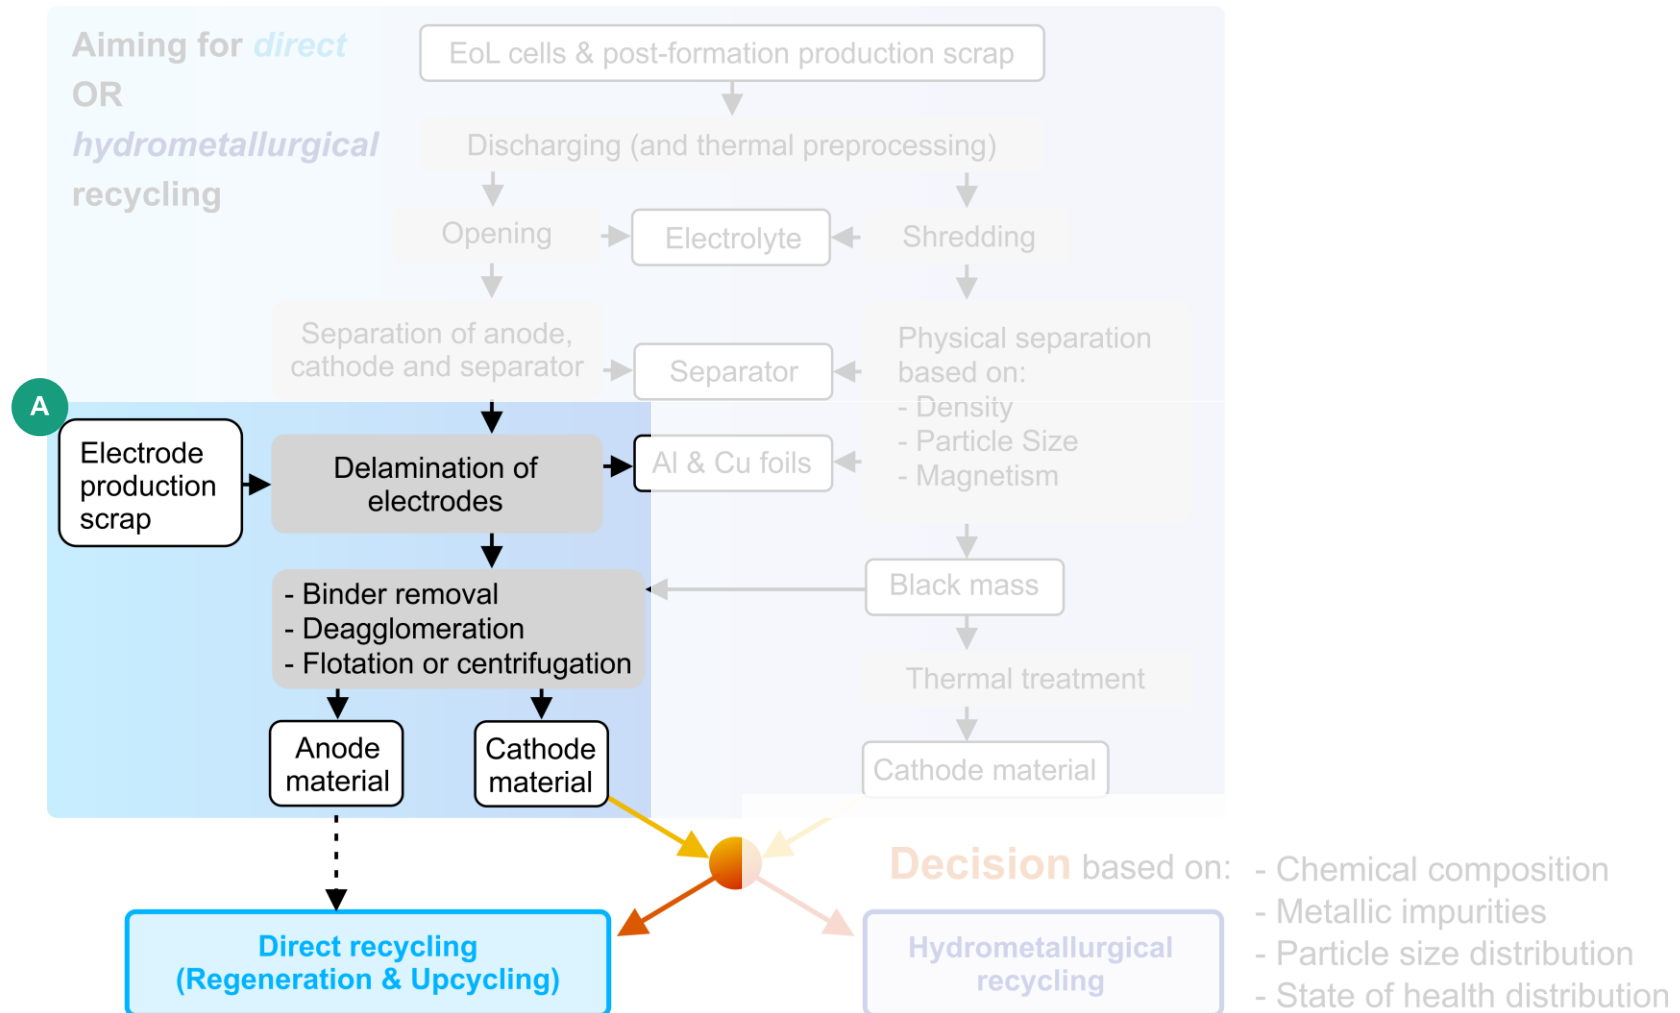 Aiming for direct
OR
hydrometallurgical
recycling
EoL cells & post-formation production scrap
Discharging (and thermal preprocessing)
Opening
Electrolyte
Shredding
Separation of anode,
cathode and separator
Separator
Physical separation
based on:
- Density
- Particle Size
- Magnetism
A
Electrode
production
scrap
Delamination of
electrodes
Al & Cu foils
- Binder removal
- Deagglomeration
- Flotation or centrifugation
Black mass
Thermal treatment
Anode
material
Cathode
material
Cathode material
Decision based on:
- Chemical composition
- Metallic impurities
- Particle size distribution
- State of health distribution
Direct recycling
(Regeneration & Upcycling)
Hydrometallurgical
recycling